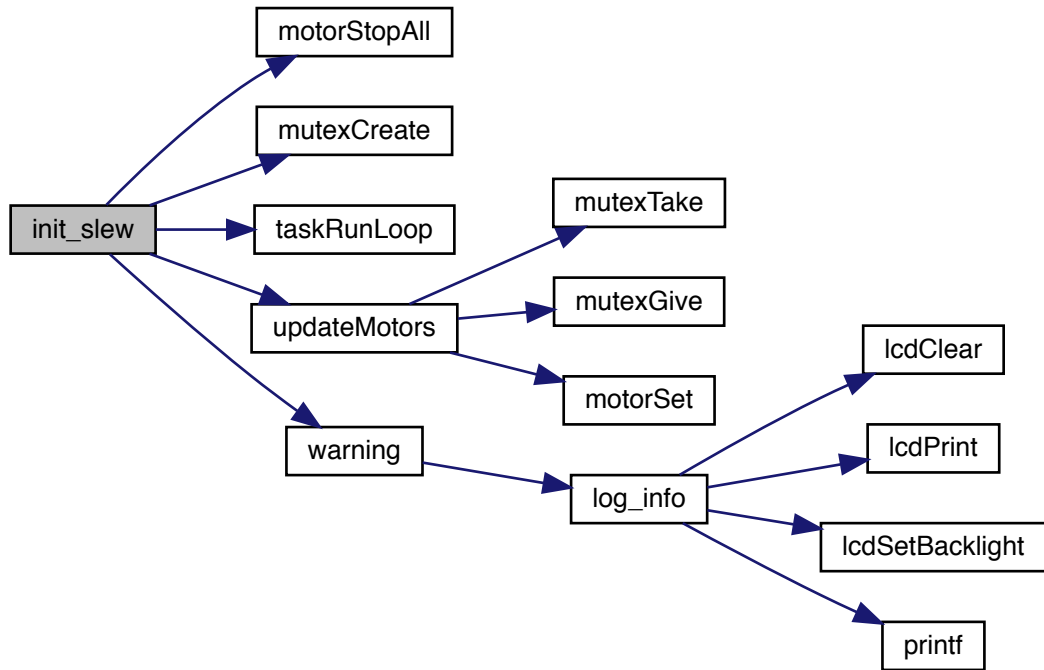 motorStopAll
mutexCreate
init_slew
taskRunLoop
updateMotors
warning
mutexTake
mutexGive
motorSet
log_info
lcdClear
lcdPrint
lcdSetBacklight
printf